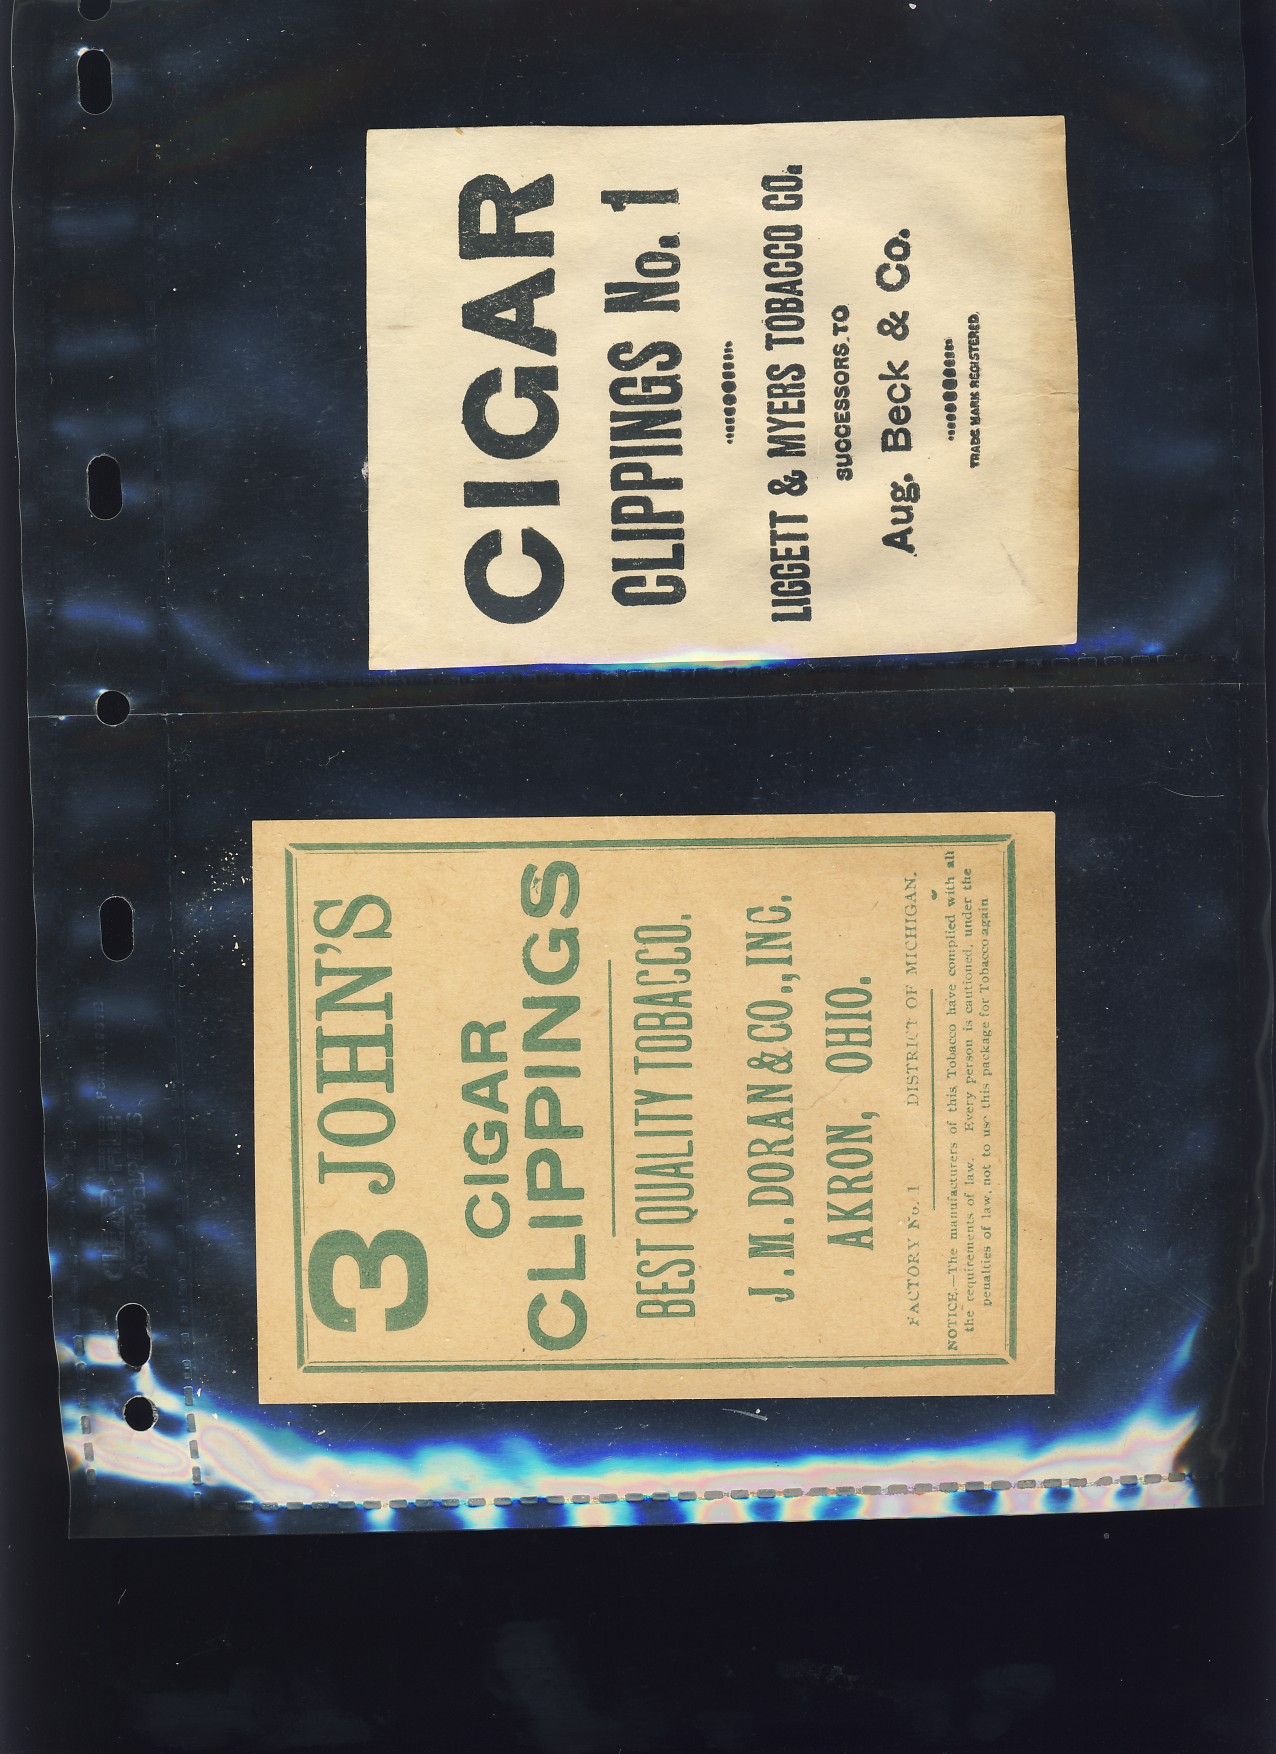 CIGAR
CLIPPINGS No. 1
LIGGETT & MYERS TOBACCO CO.
SUCCESSORS TO
Aug. Beck & Co.
TRADE MARK REGISTERED.
3 JOHN'S
CIGAR
CLIPPINGS
BEST QUALITY TOBACCO.
J. M. DORAN & CO., INC.
AKRON, OHIO.
FACTORY No. 1 DISTRICT OF MICHIGAN.
NOTICE.—The manufacturers of this Tobacco have complied with all
the requirements of law. Every person is cautioned, under the
penalties of law, not to use this package for Tobacco again